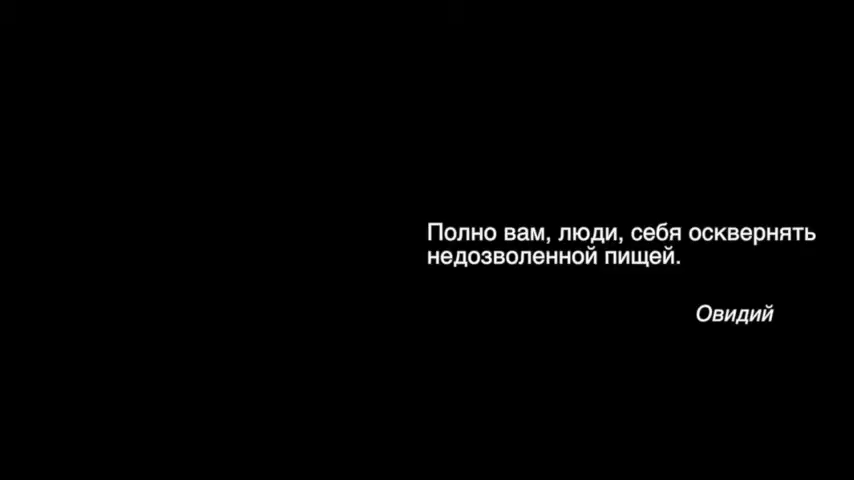 Полно вам, люди, себя осквернять
недозволенной пищей.
Овидий